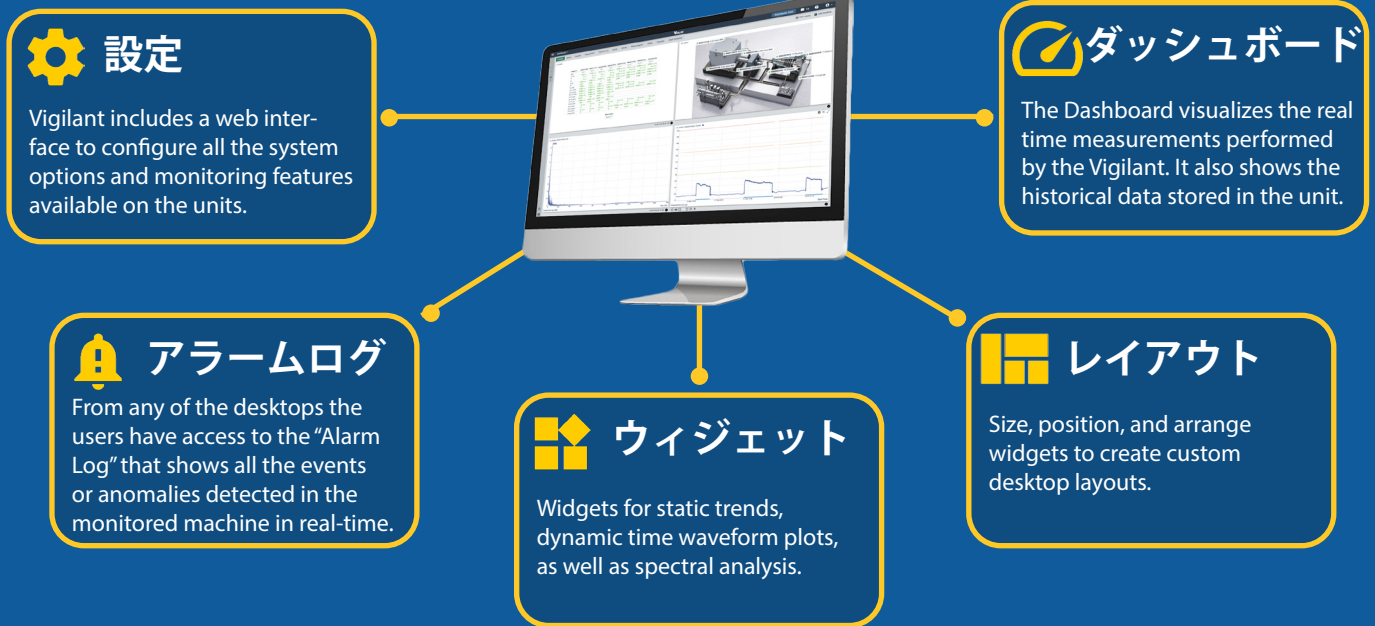 設定
Vigilant includes a web inter-
face to configure all the system
options and monitoring features
available on the units.
ダッシュボード
The Dashboard visualizes the real
time measurements performed
by the Vigilant. It also shows the
historical data stored in the unit.
アラームログ
From any of the desktops the
users have access to the “Alarm
Log” that shows all the events
or anomalies detected in the
monitored machine in real-time.
ウィジェット
Widgets for static trends,
dynamic time waveform plots,
as well as spectral analysis.
レイアウト
Size, position, and arrange
widgets to create custom
desktop layouts.